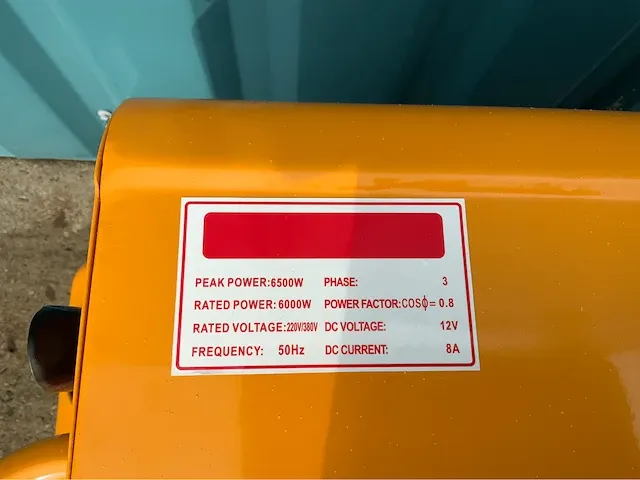 PEAK POWER:6500W PHASE: 3
RATED POWER:6000W POWER FACTOR:COSϕ= 0.8
RATED VOLTAGE:220V/380V DC VOLTAGE: 12V
FREQUENCY: 50Hz DC CURRENT: 8A